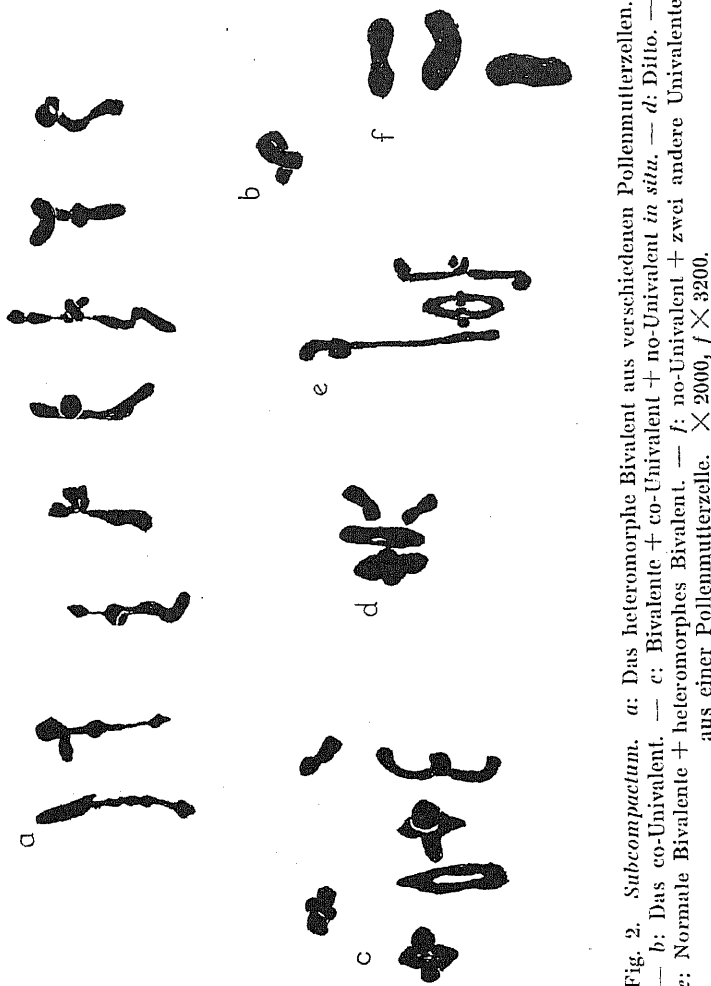 a
b
c
d
e
f
Fig. 2. Subcompactum. a: Das heteromorphe Bivalent aus verschiedenen Pollenmutterzellen.
— b: Das co-Univalent. — c: Bivalente + co-Univalent + no-Univalent in situ. — d: Ditto. —
e: Normale Bivalente + heteromorphes Bivalent. — f: no-Univalent + zwei andere Univalente
aus einer Pollenmutterzelle. × 2000, f × 3200.